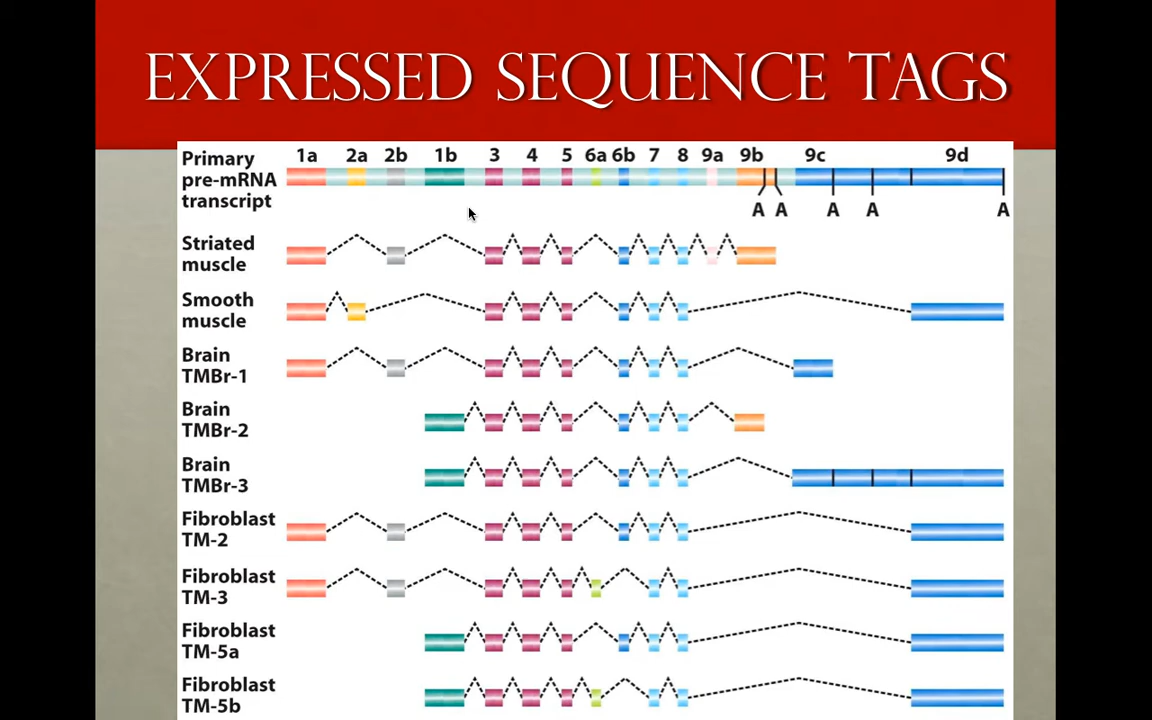 EXPRESSED SEQUENCE TAGS
1a 2a 2b 1b 3 4 5 6a 6b 7 8 9a 9b 9c 9d
Primary
pre-mRNA
transcript
A A A A A
Striated
muscle
Smooth
muscle
Brain
TMBr-1
Brain
TMBr-2
Brain
TMBr-3
Fibroblast
TM-2
Fibroblast
TM-3
Fibroblast
TM-5a
Fibroblast
TM-5b